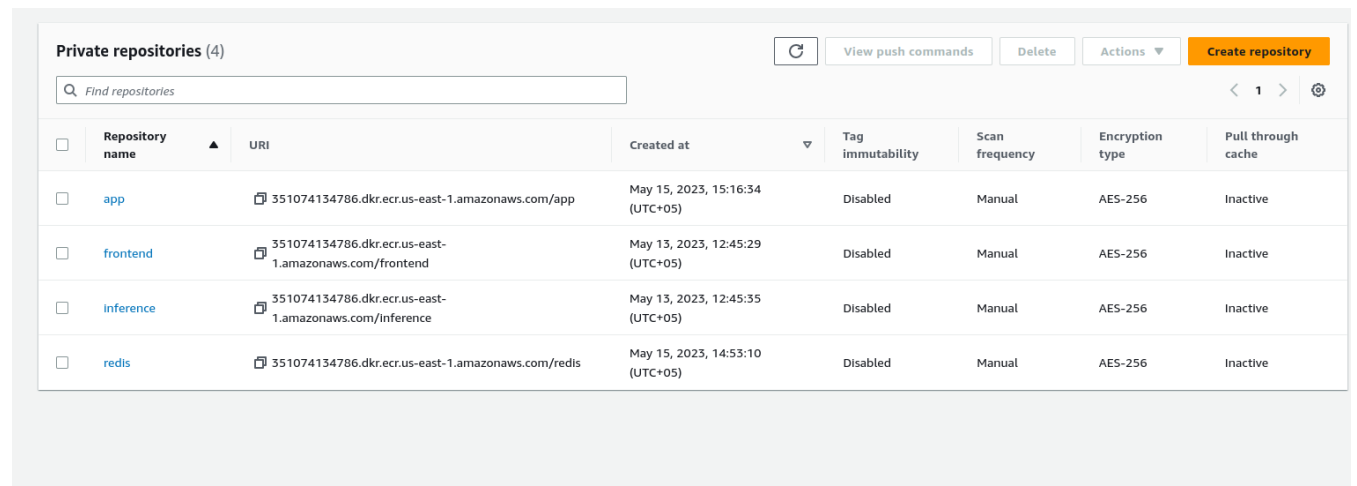 Private repositories (4)
View push commands
Delete
Actions
Create repository
Find repositories
1
Repository name
URI
Created at
Tag immutability
Scan frequency
Encryption type
Pull through cache
app
351074134786.dkr.ecr.us-east-1.amazonaws.com/app
May 15, 2023, 15:16:34
(UTC+05)
Disabled
Manual
AES-256
Inactive
frontend
351074134786.dkr.ecr.us-east-
1.amazonaws.com/frontend
May 13, 2023, 12:45:29
(UTC+05)
Disabled
Manual
AES-256
Inactive
inference
351074134786.dkr.ecr.us-east-
1.amazonaws.com/inference
May 13, 2023, 12:45:35
(UTC+05)
Disabled
Manual
AES-256
Inactive
redis
351074134786.dkr.ecr.us-east-1.amazonaws.com/redis
May 15, 2023, 14:53:10
(UTC+05)
Disabled
Manual
AES-256
Inactive